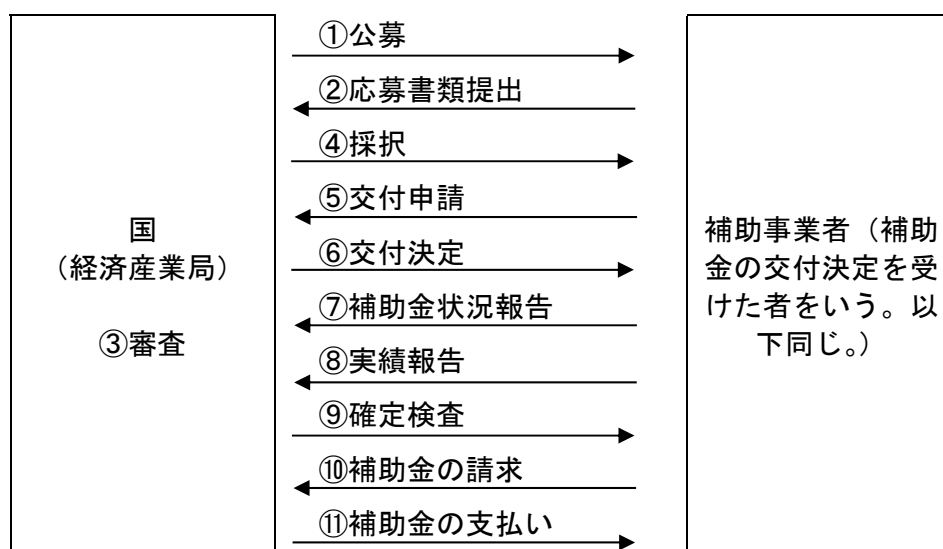 国
（経済産業局）
③審査
①公募
②応募書類提出
④採択
⑤交付申請
⑥交付決定
⑦補助金状況報告
⑧実績報告
⑨確定検査
⑩補助金の請求
⑪補助金の支払い
補助事業者（補助
金の交付決定を受
けた者をいう。以
下同じ。）